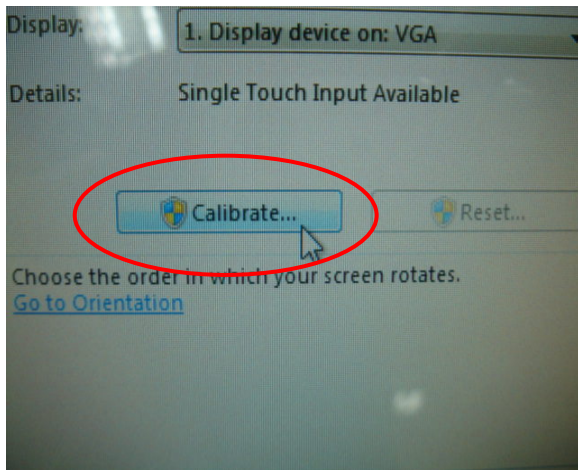 Display: 1. Display device on: VGA
Details: Single Touch Input Available
Calibrate... Reset...
Choose the order in which your screen rotates.
Go to Orientation